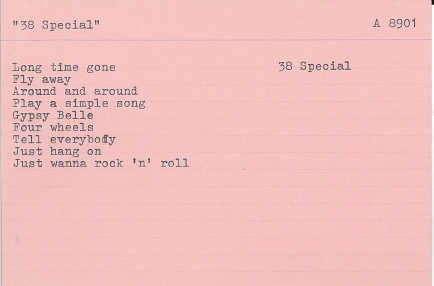 "38 Special" A 8901
Long time gone 38 Special
Fly away
Around and around
Play a simple song
Gypsy Belle
Four wheels
Tell everybody
Just hang on
Just wanna rock 'n' roll